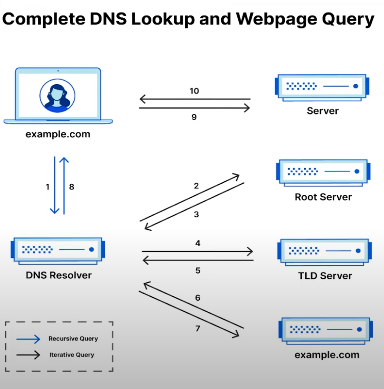 Complete DNS Lookup and Webpage Query
10
9
Server
example.com
1
8
2
3
Root Server
DNS Resolver
4
5
TLD Server
6
7
example.com
Recursive Query
Iterative Query